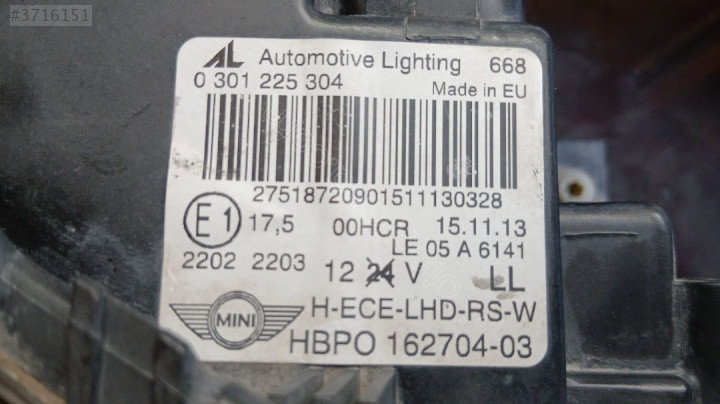 #3716151
AL Automotive Lighting 668
0 301 225 304 Made in EU
27518720901511130328
E1 17,5 00HCR 15.11.13
LE 05 A 6141
2202 2203 12 24 V LL
MINI H-ECE-LHD-RS-W
HBPO 162704-03